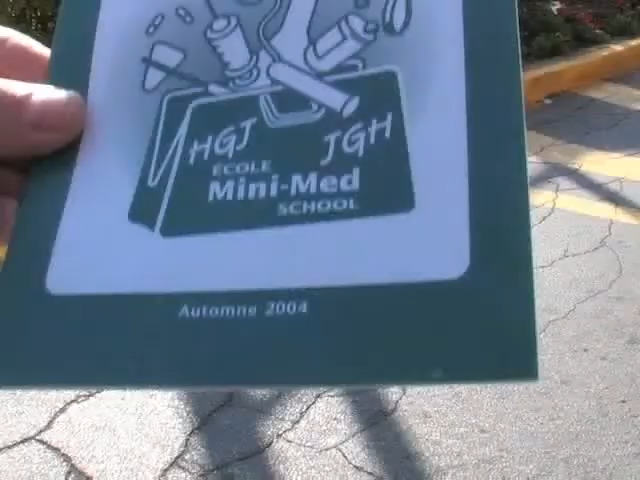 HGJ JGH
ÉCOLE
Mini-Med
SCHOOL
Automne 2004